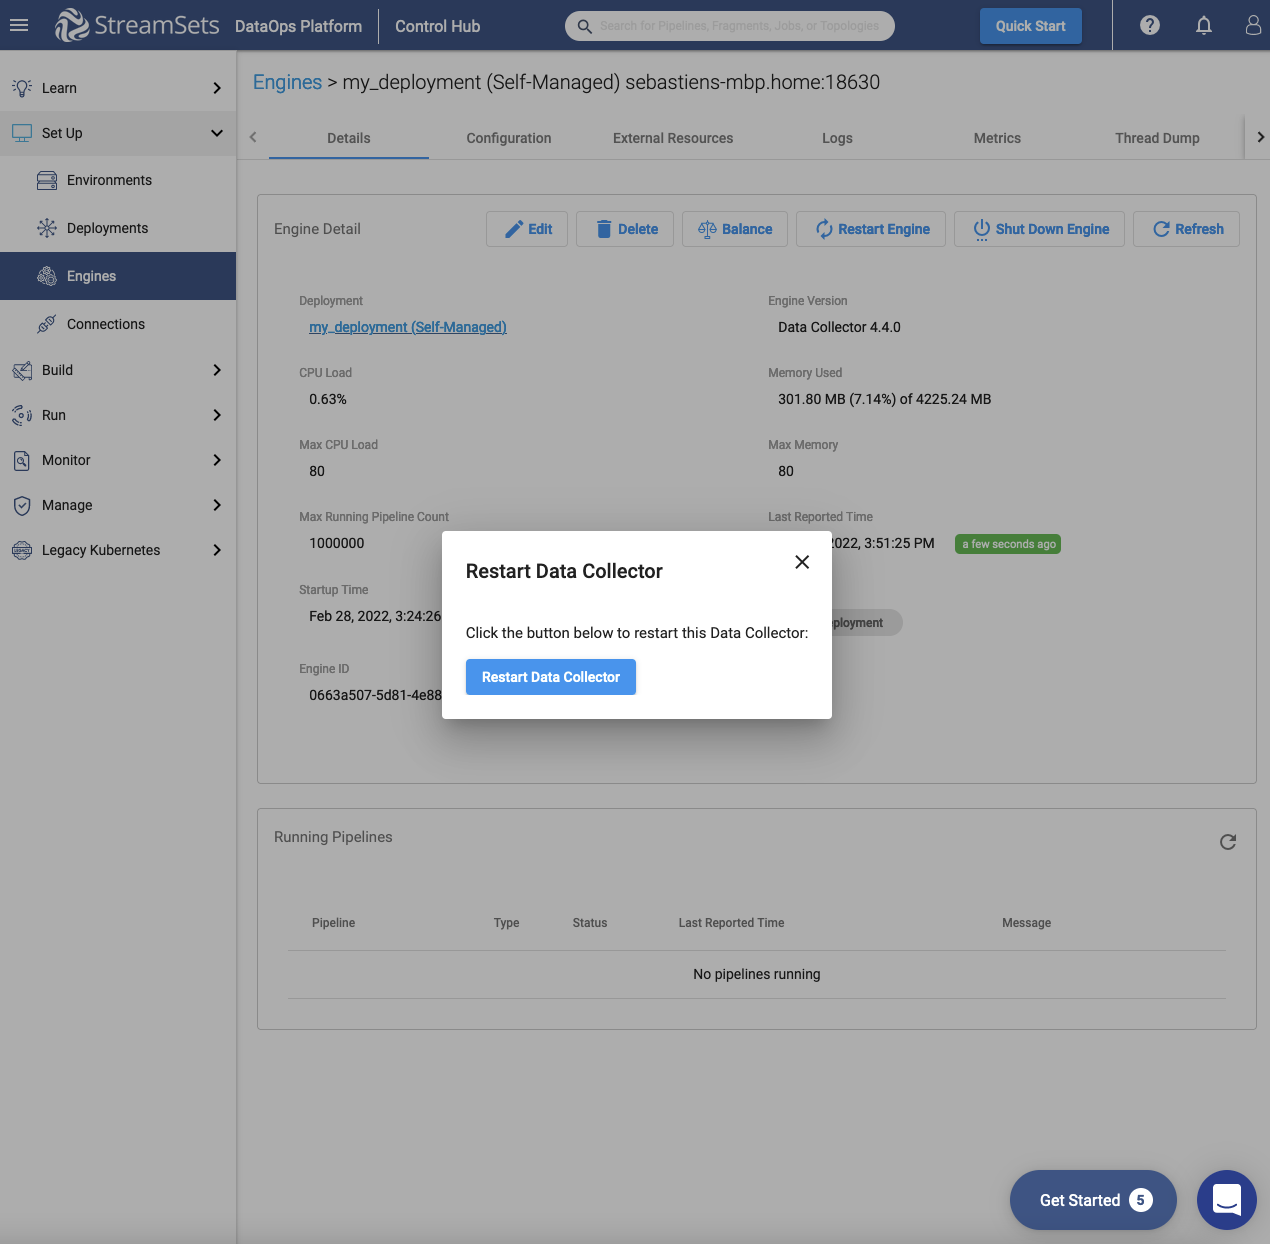 StreamSets DataOps Platform Control Hub
Search for Pipelines, Fragments, Jobs, or Topologies
Quick Start
Learn
Set Up
Environments
Deployments
Engines
Connections
Build
Run
Monitor
Manage
Legacy Kubernetes
Engines > my_deployment (Self-Managed) sebastiens-mbp.home:18630
Details Configuration External Resources Logs Metrics Thread Dump
Engine Detail
Edit Delete Balance Restart Engine Shut Down Engine Refresh
Deployment
my_deployment (Self-Managed)
Engine Version
Data Collector 4.4.0
CPU Load
0.63%
Memory Used
301.80 MB (7.14%) of 4225.24 MB
Max CPU Load
80
Max Memory
80
Max Running Pipeline Count
1000000
Last Reported Time
2022, 3:51:25 PM a few seconds ago
Startup Time
Feb 28, 2022, 3:24:26
Engine ID
0663a507-5d81-4e88
Restart Data Collector
Click the button below to restart this Data Collector:
Restart Data Collector
Running Pipelines
Pipeline Type Status Last Reported Time Message
No pipelines running
Get Started 5